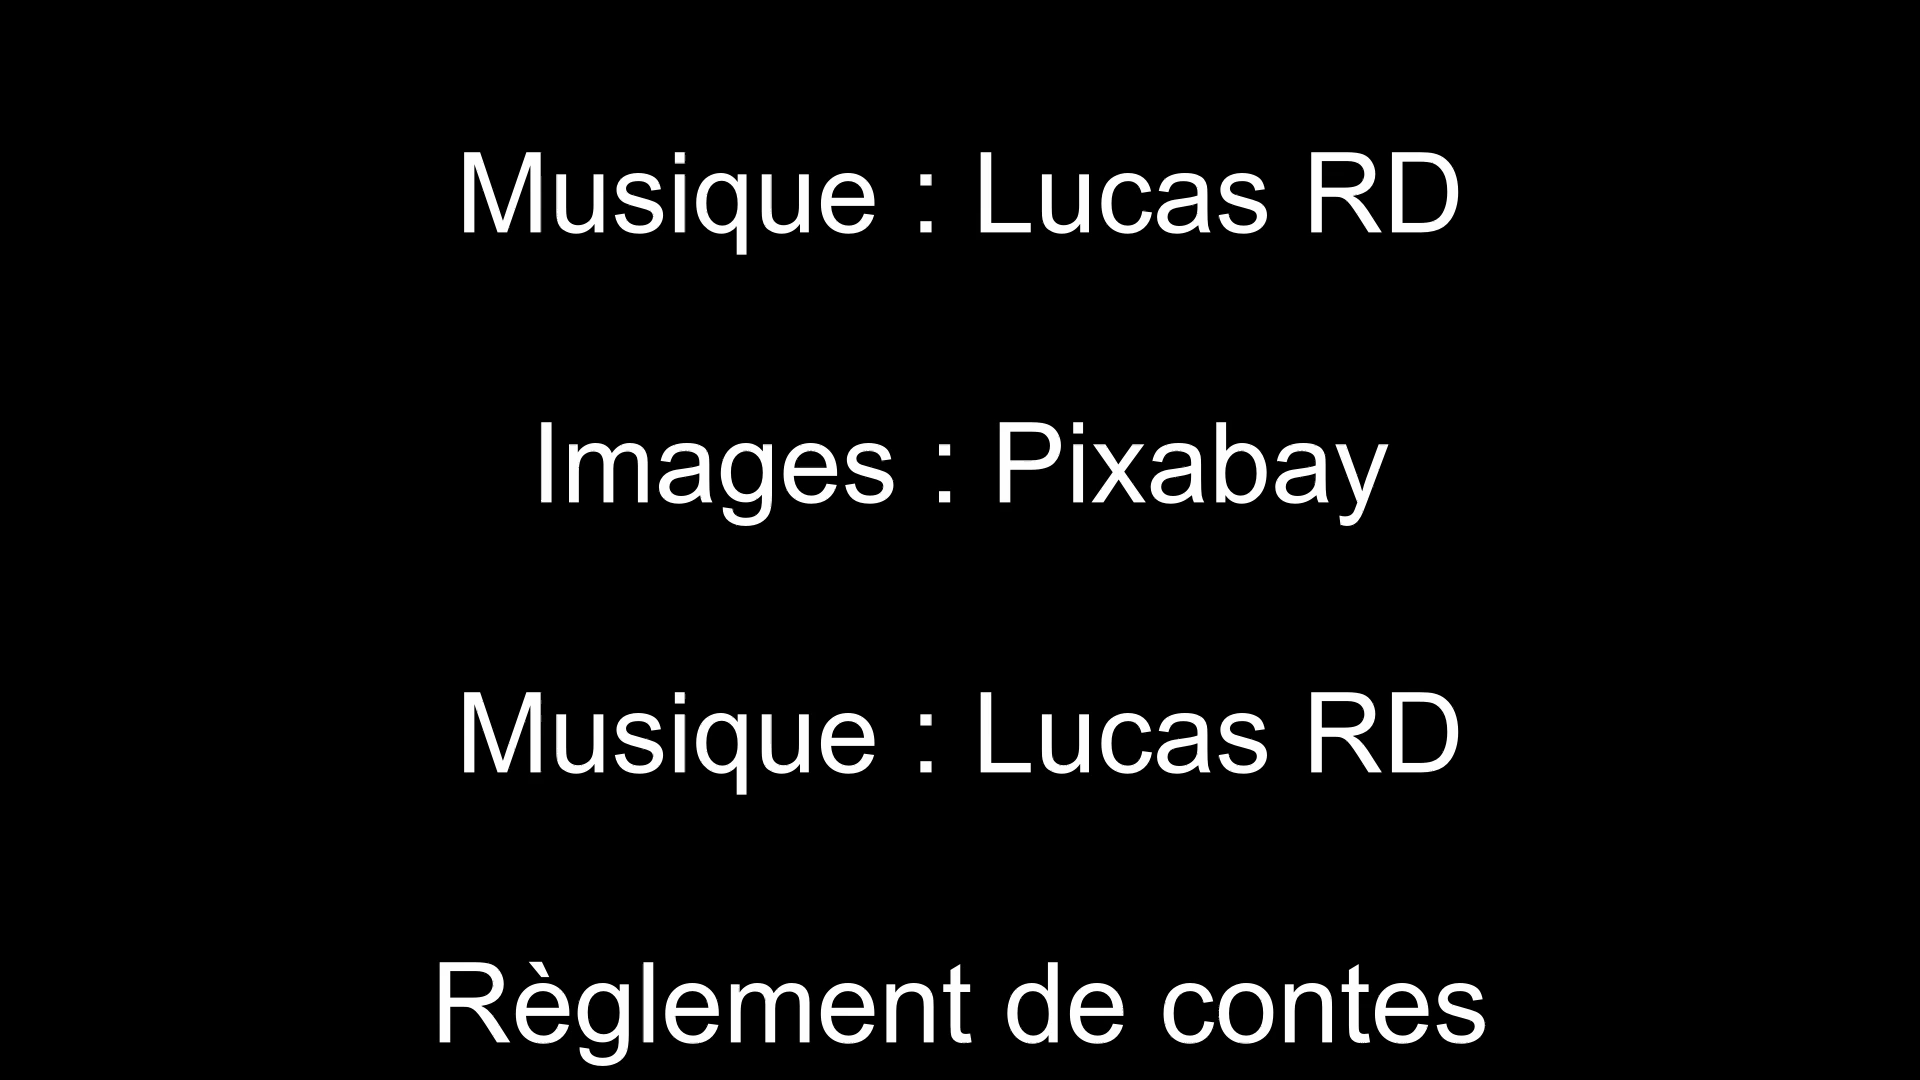 Musique : Lucas RD
Images : Pixabay
Musique : Lucas RD
Règlement de contes